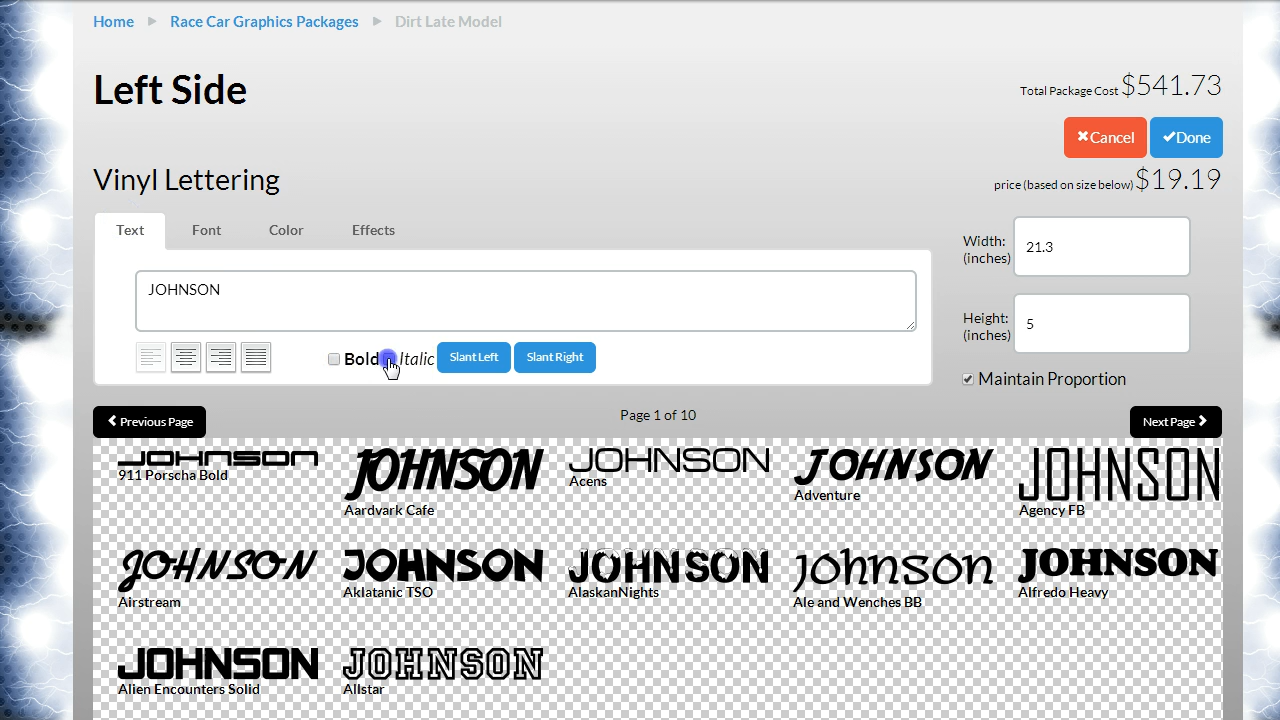 Home Race Car Graphics Packages Dirt Late Model
Left Side
Total Package Cost $541.73
Cancel Done
Vinyl Lettering
price (based on size below) $19.19
Text Font Color Effects
Width:
(inches)
21.3
JOHNSON
Height:
(inches)
5
Bold Italic Slant Left Slant Right
Maintain Proportion
Previous Page Page 1 of 10 Next Page
JOHNSON JOHNSON JOHNSON JOHNSON JOHNSON
911 Porscha Bold Aardvark Cafe Acens Adventure Agency FB
JOHNSON JOHNSON JOHNSON Johnson JOHNSON
Airstream Aklatanic TSO AlaskanNights Ale and Wenches BB Alfredo Heavy
JOHNSON JOHNSON
Alien Encounters Solid Allstar